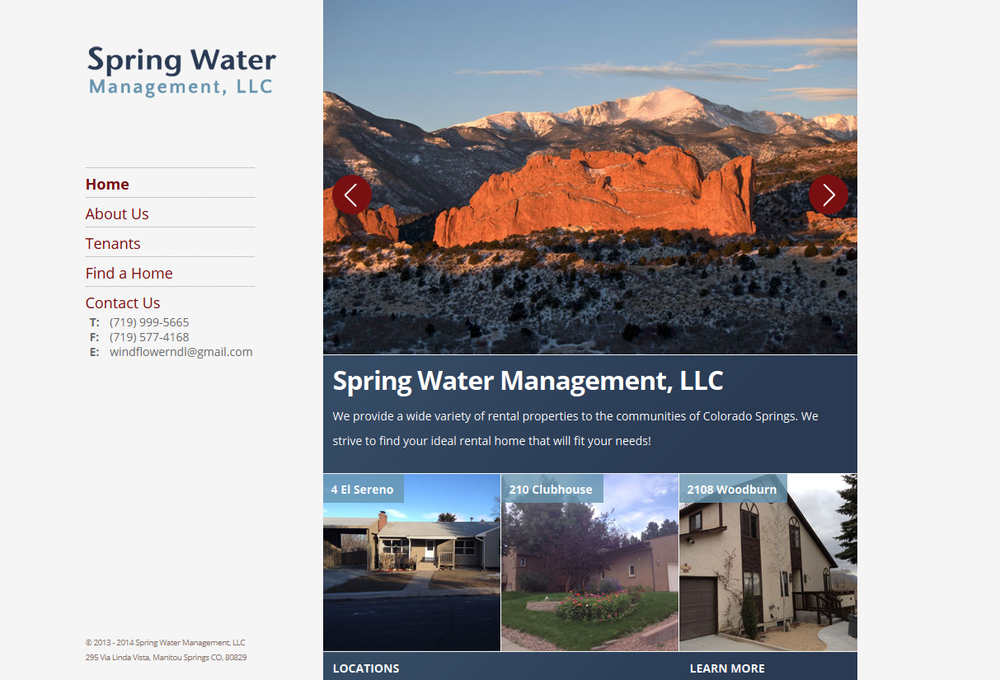 Spring Water
Management, LLC
Home
About Us
Tenants
Find a Home
Contact Us
T: (719) 999-5665
F: (719) 577-4168
E: windflowerndl@gmail.com
© 2013 - 2014 Spring Water Management, LLC
295 Via Linda Vista, Manitou Springs CO, 80829
Spring Water Management, LLC
We provide a wide variety of rental properties to the communities of Colorado Springs. We
strive to find your ideal rental home that will fit your needs!
4 El Sereno
210 Clubhouse
2108 Woodburn
LOCATIONS
LEARN MORE